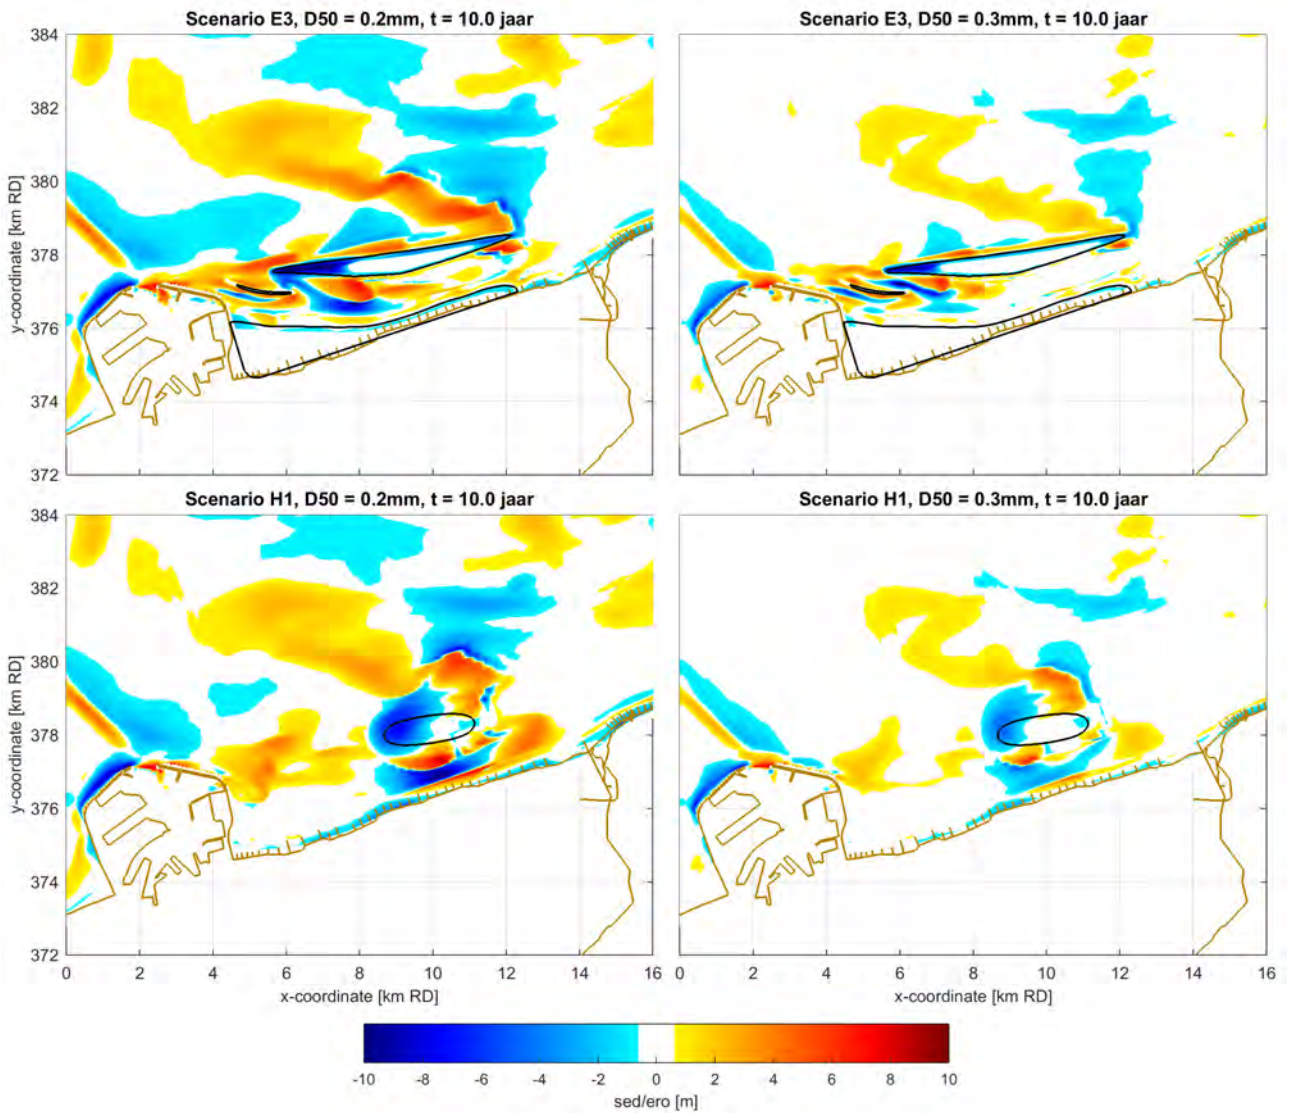 Scenario E3, D50 = 0.2mm, t = 10.0 jaar
Scenario E3, D50 = 0.3mm, t = 10.0 jaar
384
382
380
378
376
374
372
y-coordinate [km RD]
Scenario H1, D50 = 0.2mm, t = 10.0 jaar
Scenario H1, D50 = 0.3mm, t = 10.0 jaar
384
382
380
378
376
374
372
y-coordinate [km RD]
0 2 4 6 8 10 12 14 16
0 2 4 6 8 10 12 14 16
x-coordinate [km RD]
x-coordinate [km RD]
-10 -8 -6 -4 -2 0 2 4 6 8 10
sed/ero [m]